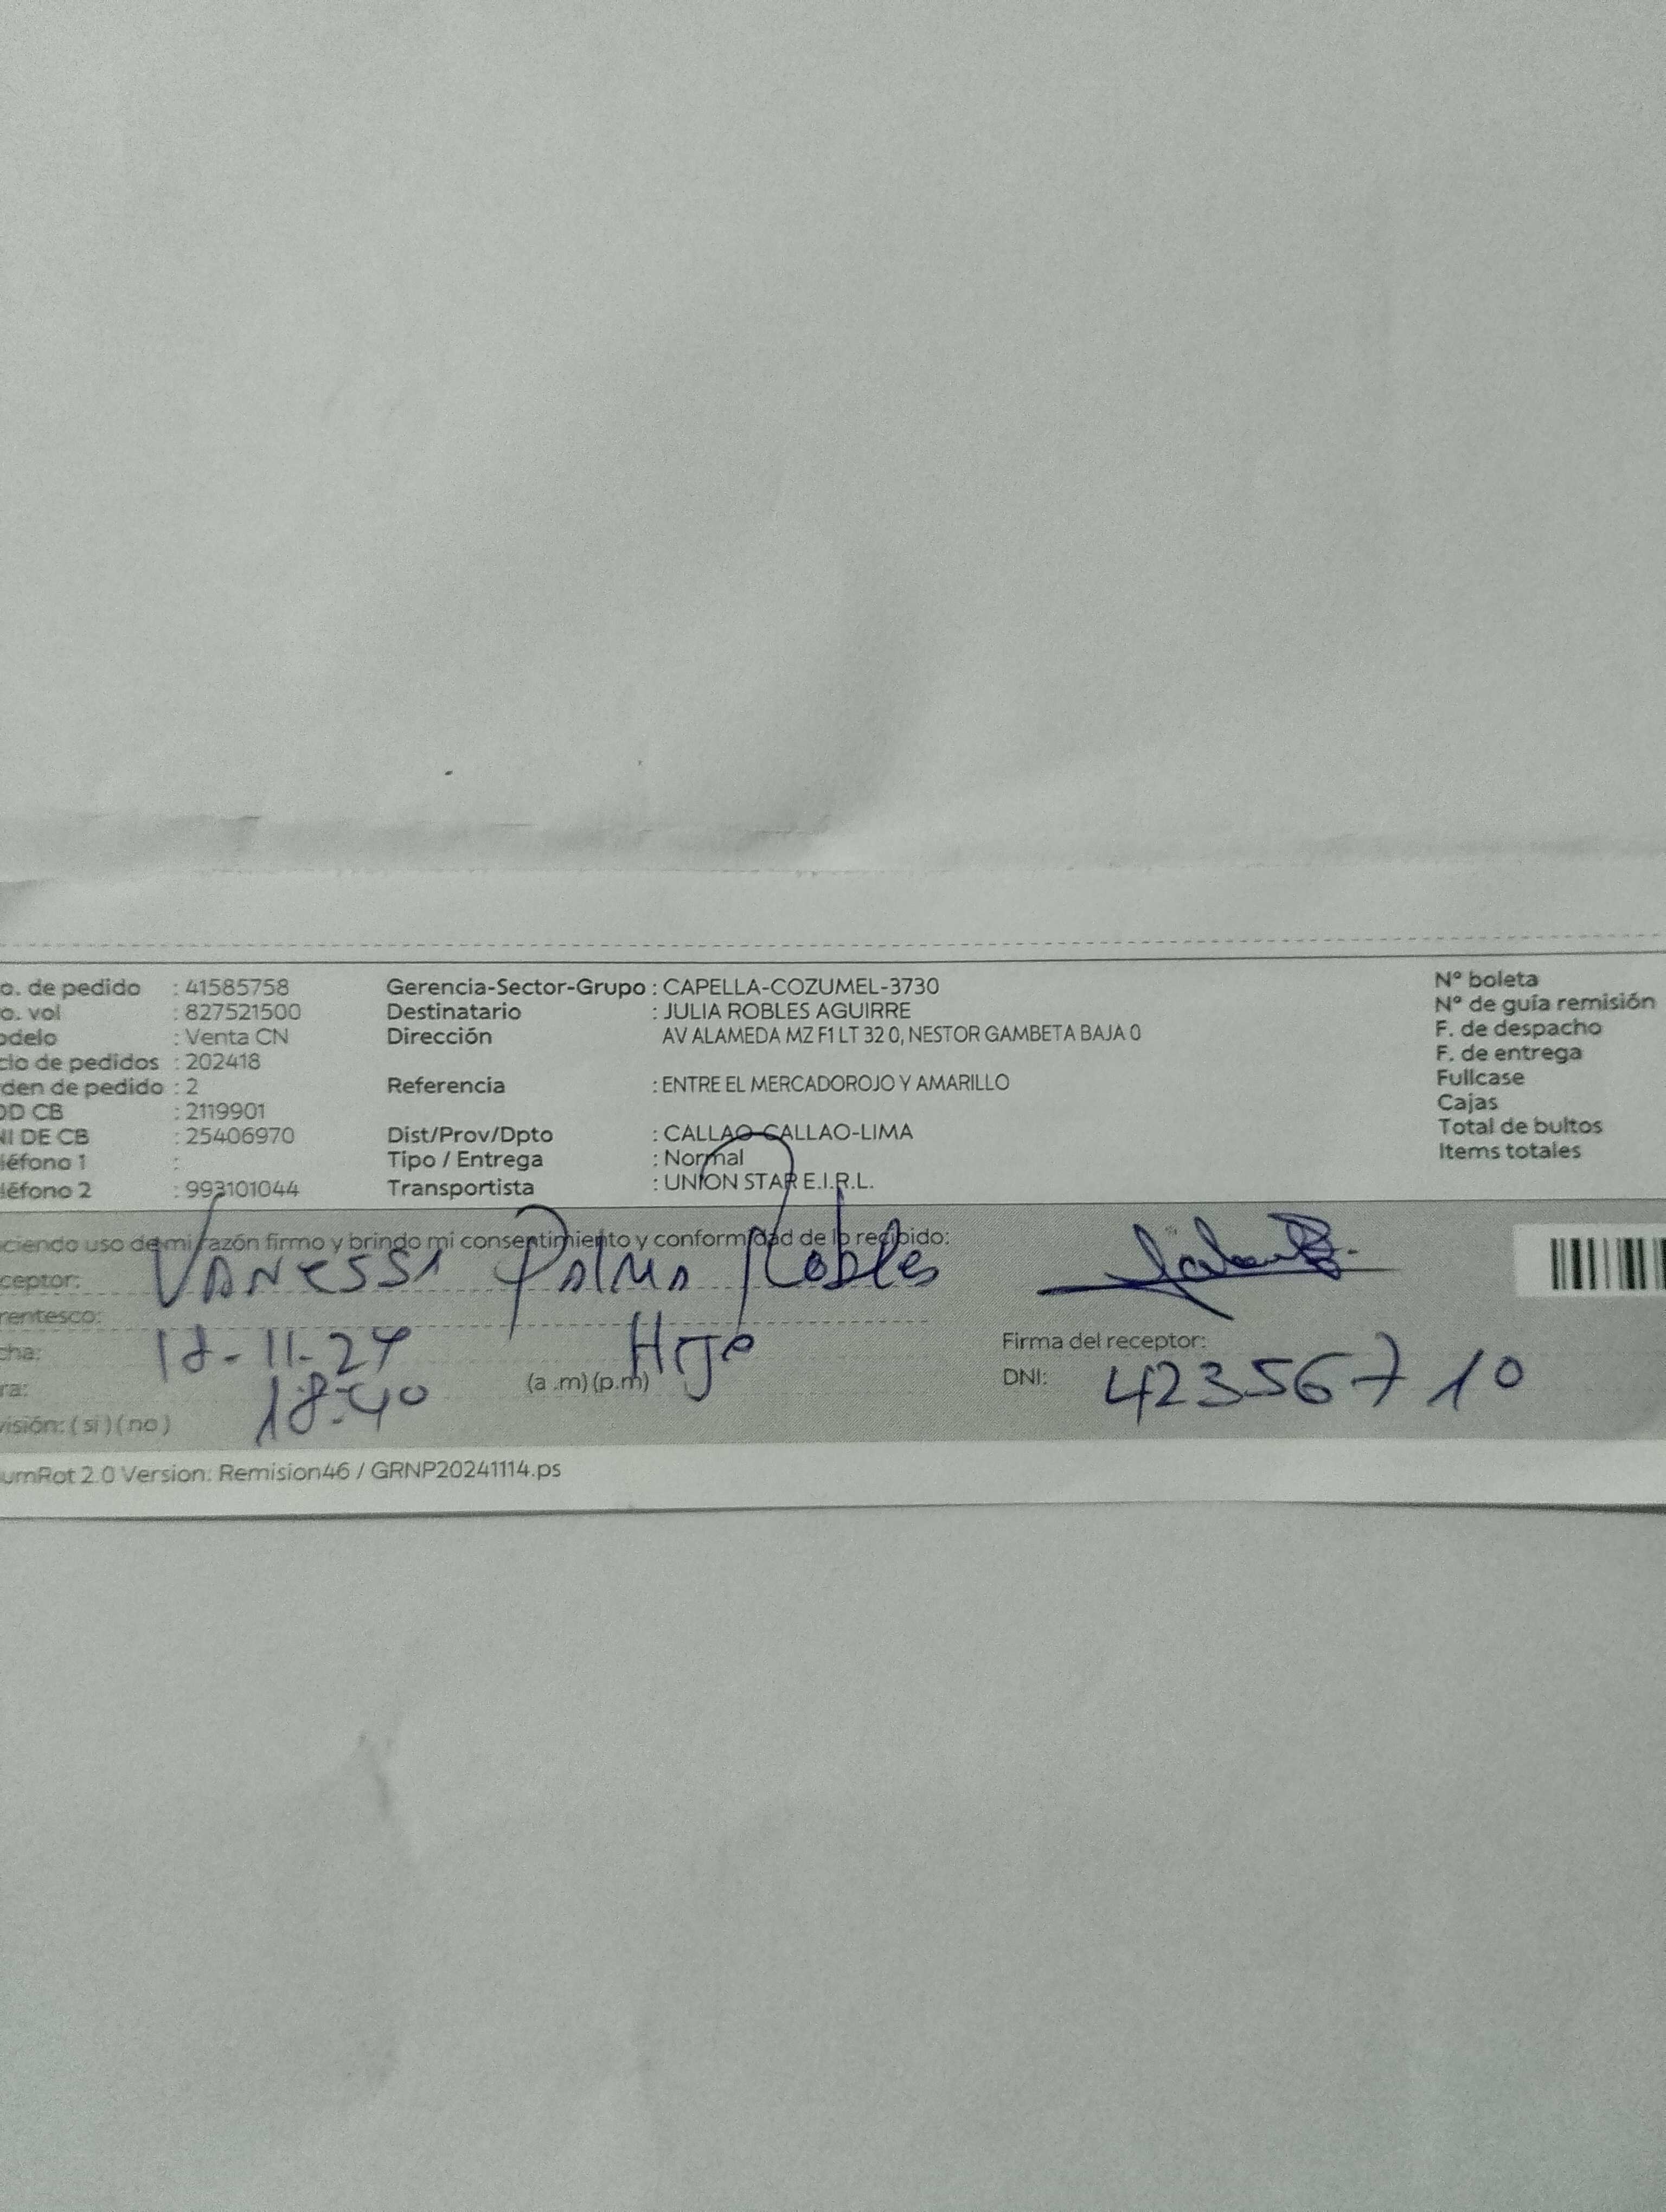 o. de pedido : 41585758 Gerencia-Sector-Grupo : CAPELLA-COZUMEL-3730 N° boleta
o. vol : 827521500 Destinatario : JULIA ROBLES AGUIRRE N° de guía remisión
odelo : Venta CN Dirección AV ALAMEDA MZ F1 LT 32 0, NESTOR GAMBETA BAJA 0 F. de despacho
clo de pedidos : 202418 F. de entrega
den de pedido : 2 Referencia : ENTRE EL MERCADOROJO Y AMARILLO Fullcase
OD CB : 2119901 Cajas
NI DE CB : 25406970 Dist/Prov/Dpto : CALLAO-CALLAO-LIMA Total de bultos
léfono 1 : Tipo / Entrega : Normal Items totales
léfono 2 : 993101044 Transportista : UNION STAR E.I.R.L.
ciendo uso de mi razón firmo y brindo mi consentimiento y conformidad de lo recibido:
ceptor: Vanessa Palma Robles
rentesco: Hija
cha: 18-11-24 Firma del receptor:
ra: 18:40 (a .m) (p.m) DNI: 42356710
visión: ( si ) ( no )
umRot 2.0 Version: Remision46 / GRNP20241114.ps